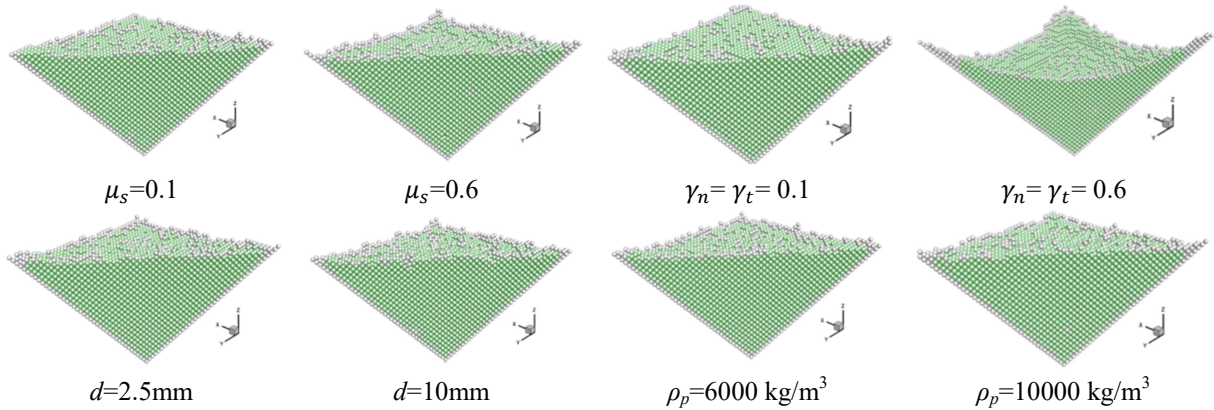 μs=0.1 μs=0.6 γn= γt= 0.1 γn= γt= 0.6
d=2.5mm d=10mm ρp=6000 kg/m³ ρp=10000 kg/m³